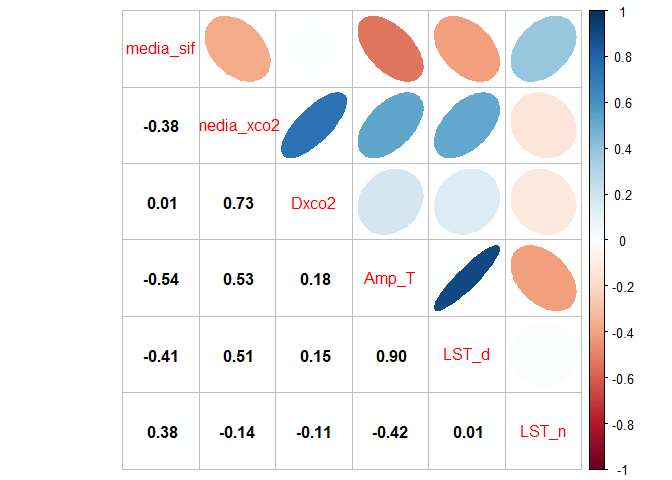 media_sif
-0.38 media_xco2
0.01 0.73 Dxco2
-0.54 0.53 0.18 Amp_T
-0.41 0.51 0.15 0.90 LST_d
0.38 -0.14 -0.11 -0.42 0.01 LST_n
1
0.8
0.6
0.4
0.2
0
-0.2
-0.4
-0.6
-0.8
-1